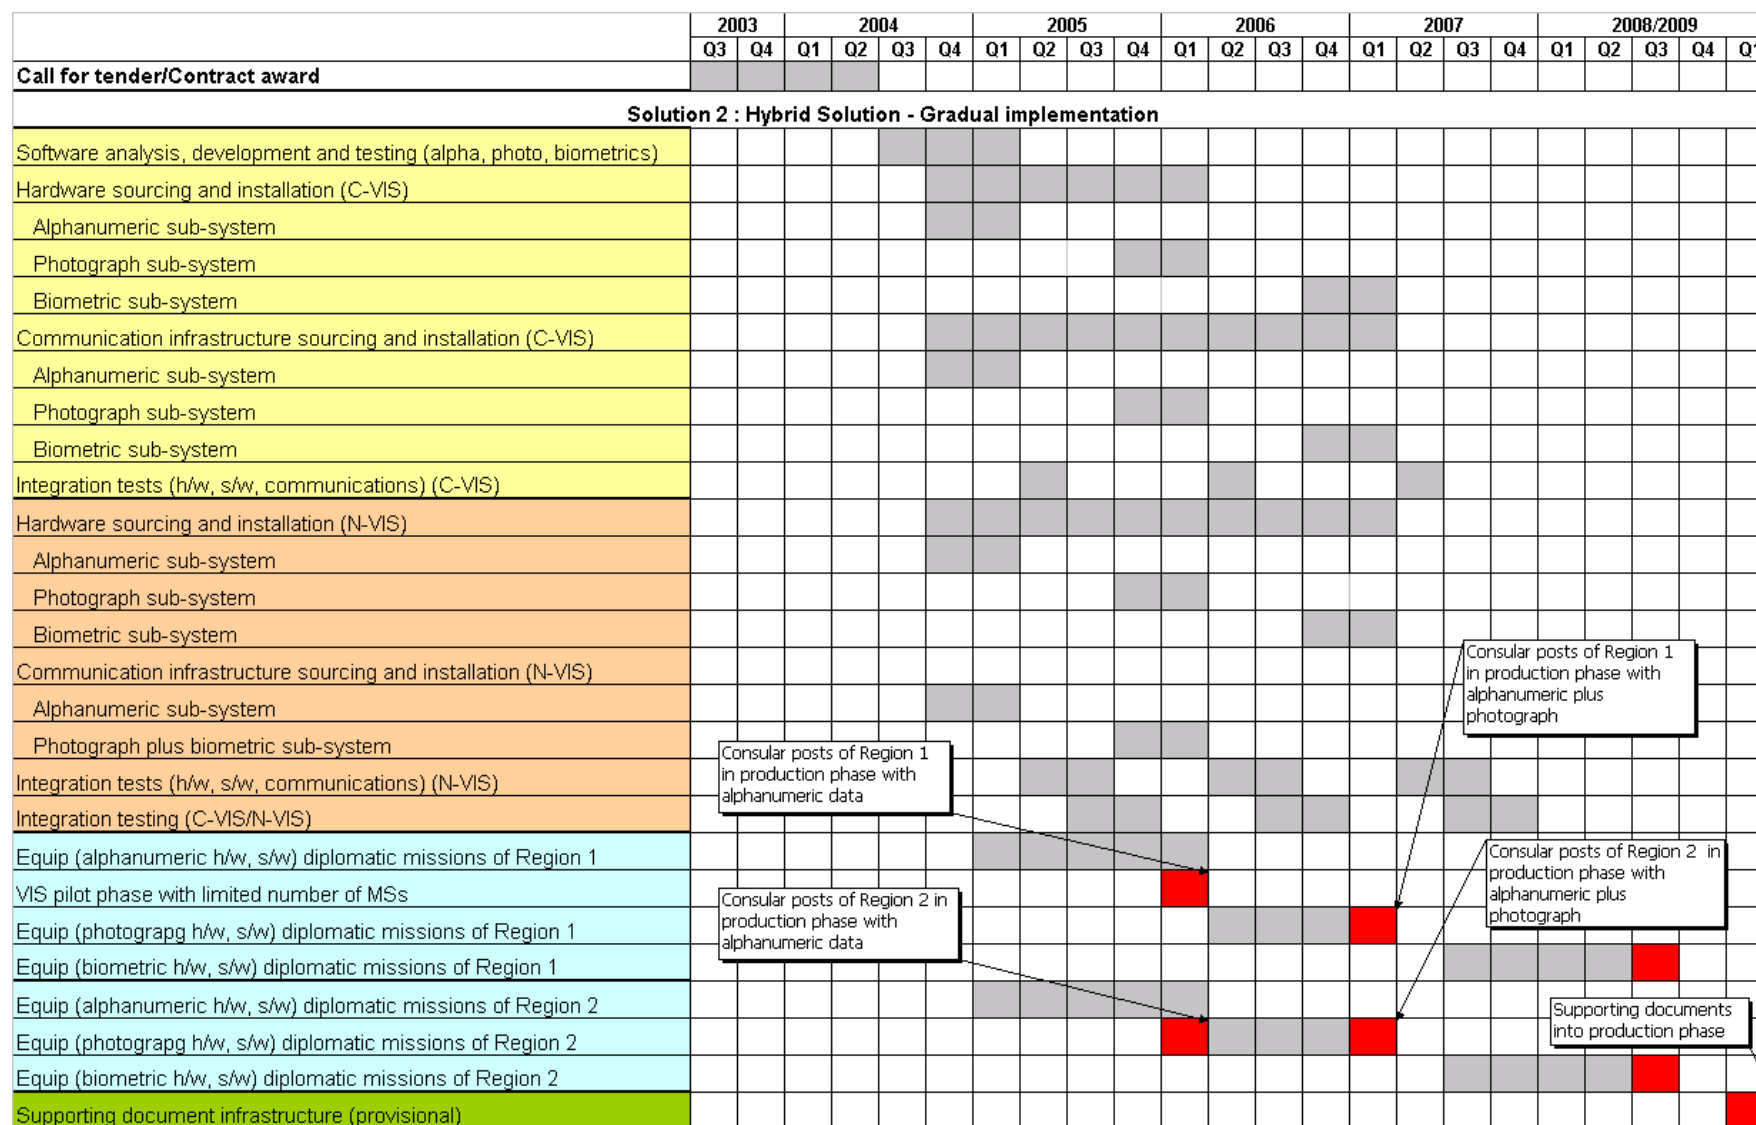 2003 2004 2005 2006 2007 2008/2009
Q3 Q4 Q1 Q2 Q3 Q4 Q1 Q2 Q3 Q4 Q1 Q2 Q3 Q4 Q1 Q2 Q3 Q4 Q1 Q2 Q3 Q4
Call for tender/Contract award
Solution 2 : Hybrid Solution - Gradual implementation
Software analysis, development and testing (alpha, photo, biometrics)
Hardware sourcing and installation (C-VIS)
Alphanumeric sub-system
Photograph sub-system
Biometric sub-system
Communication infrastructure sourcing and installation (C-VIS)
Alphanumeric sub-system
Photograph sub-system
Biometric sub-system
Integration tests (h/w, s/w, communications) (C-VIS)
Hardware sourcing and installation (N-VIS)
Alphanumeric sub-system
Photograph sub-system
Biometric sub-system
Communication infrastructure sourcing and installation (N-VIS)
Alphanumeric sub-system
Photograph plus biometric sub-system
Integration tests (h/w, s/w, communications) (N-VIS)
Integration testing (C-VIS/N-VIS)
Equip (alphanumeric h/w, s/w) diplomatic missions of Region 1
VIS pilot phase with limited number of MSs
Equip (photograpg h/w, s/w) diplomatic missions of Region 1
Equip (biometric h/w, s/w) diplomatic missions of Region 1
Equip (alphanumeric h/w, s/w) diplomatic missions of Region 2
Equip (photograpg h/w, s/w) diplomatic missions of Region 2
Equip (biometric h/w, s/w) diplomatic missions of Region 2
Supporting document infrastructure (provisional)
Consular posts of Region 1
in production phase with
alphanumeric plus
photograph
Consular posts of Region 1
in production phase with
alphanumeric data
Consular posts of Region 2 in
production phase with
alphanumeric plus
photograph
Consular posts of Region 2 in
production phase with
alphanumeric data
Supporting documents
into production phase